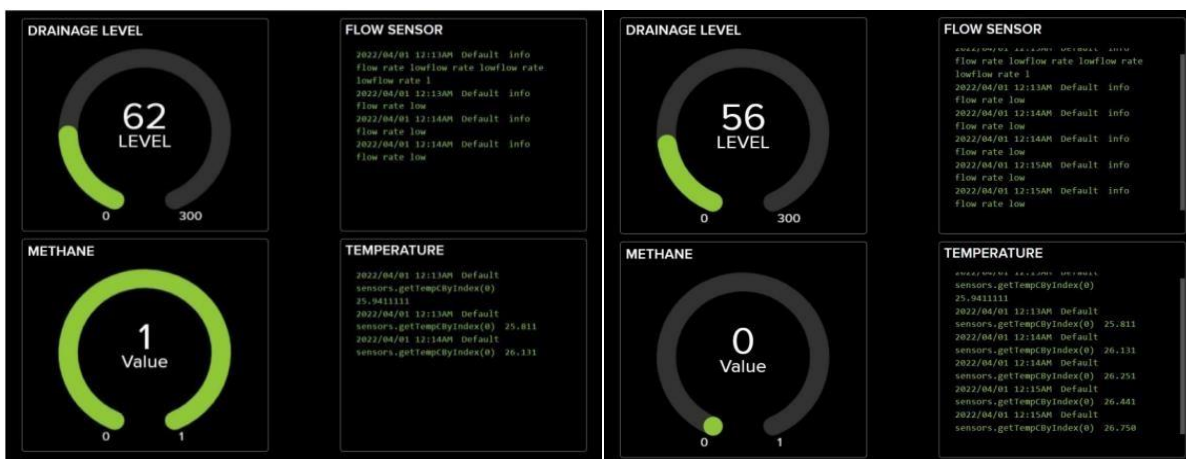 DRAINAGE LEVEL
62
LEVEL
0 300
FLOW SENSOR
2022/04/01 12:13AM Default info
flow rate lowflow rate lowflow rate
lowflow rate l
2022/04/01 12:13AM Default info
flow rate low
2022/04/01 12:14AM Default info
flow rate low
2022/04/01 12:14AM Default info
flow rate low
METHANE
1
Value
0 1
TEMPERATURE
2022/04/01 12:13AM Default
sensors.getTempCByIndex(0)
25.9411111
2022/04/01 12:13AM Default
sensors.getTempCByIndex(0) 25.811
2022/04/01 12:14AM Default
sensors.getTempCByIndex(0) 26.131
DRAINAGE LEVEL
56
LEVEL
0 300
FLOW SENSOR
flow rate lowflow rate lowflow rate
lowflow rate l
2022/04/01 12:13AM Default info
flow rate low
2022/04/01 12:14AM Default info
flow rate low
2022/04/01 12:14AM Default info
flow rate low
2022/04/01 12:15AM Default info
flow rate low
2022/04/01 12:15AM Default info
flow rate low
METHANE
0
Value
0 1
TEMPERATURE
sensors.getTempCByIndex(0)
25.9411111
2022/04/01 12:13AM Default
sensors.getTempCByIndex(0) 25.811
2022/04/01 12:14AM Default
sensors.getTempCByIndex(0) 26.131
2022/04/01 12:14AM Default
sensors.getTempCByIndex(0) 26.251
2022/04/01 12:15AM Default
sensors.getTempCByIndex(0) 26.441
2022/04/01 12:15AM Default
sensors.getTempCByIndex(0) 26.750